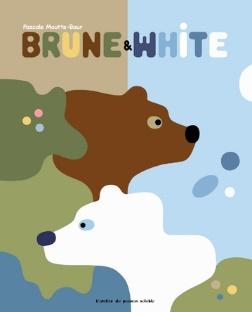 Pascale Moutte-Baur
BRUNE & WHITE
L'atelier du poisson soluble